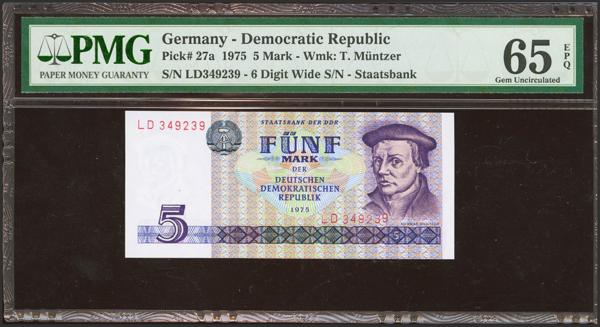 PMG
PAPER MONEY GUARANTY
Germany - Democratic Republic
Pick# 27a 1975 5 Mark - Wmk: T. Müntzer
S/N LD349239 - 6 Digit Wide S/N - Staatsbank
65
EPQ
Gem Uncirculated
STAATSBANK DER DDR
LD 349239
FÜNF
MARK
DER
DEUTSCHEN
DEMOKRATISCHEN
REPUBLIK
1975
5
LD 349239
5